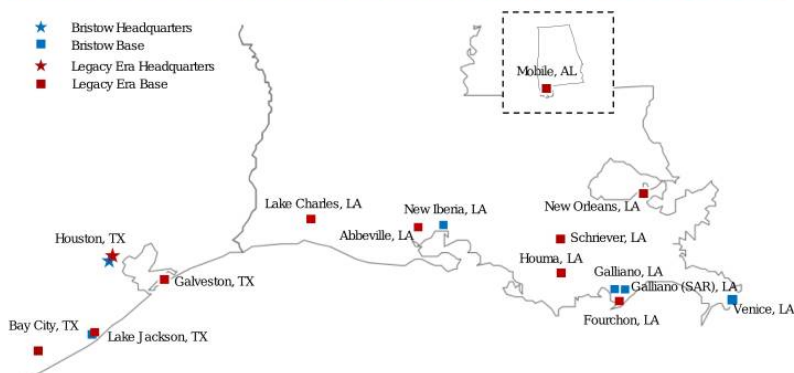 Bristow Headquarters
Bristow Base
Legacy Era Headquarters
Legacy Era Base
Mobile, AL
Lake Charles, LA
New Iberia, LA
New Orleans, LA
Abbeville, LA
Houston, TX
Schriever, LA
Houma, LA
Galliano, LA
Galveston, TX
Galliano (SAR), LA
Venice, LA
Fourchon, LA
Bay City, TX
Lake Jackson, TX